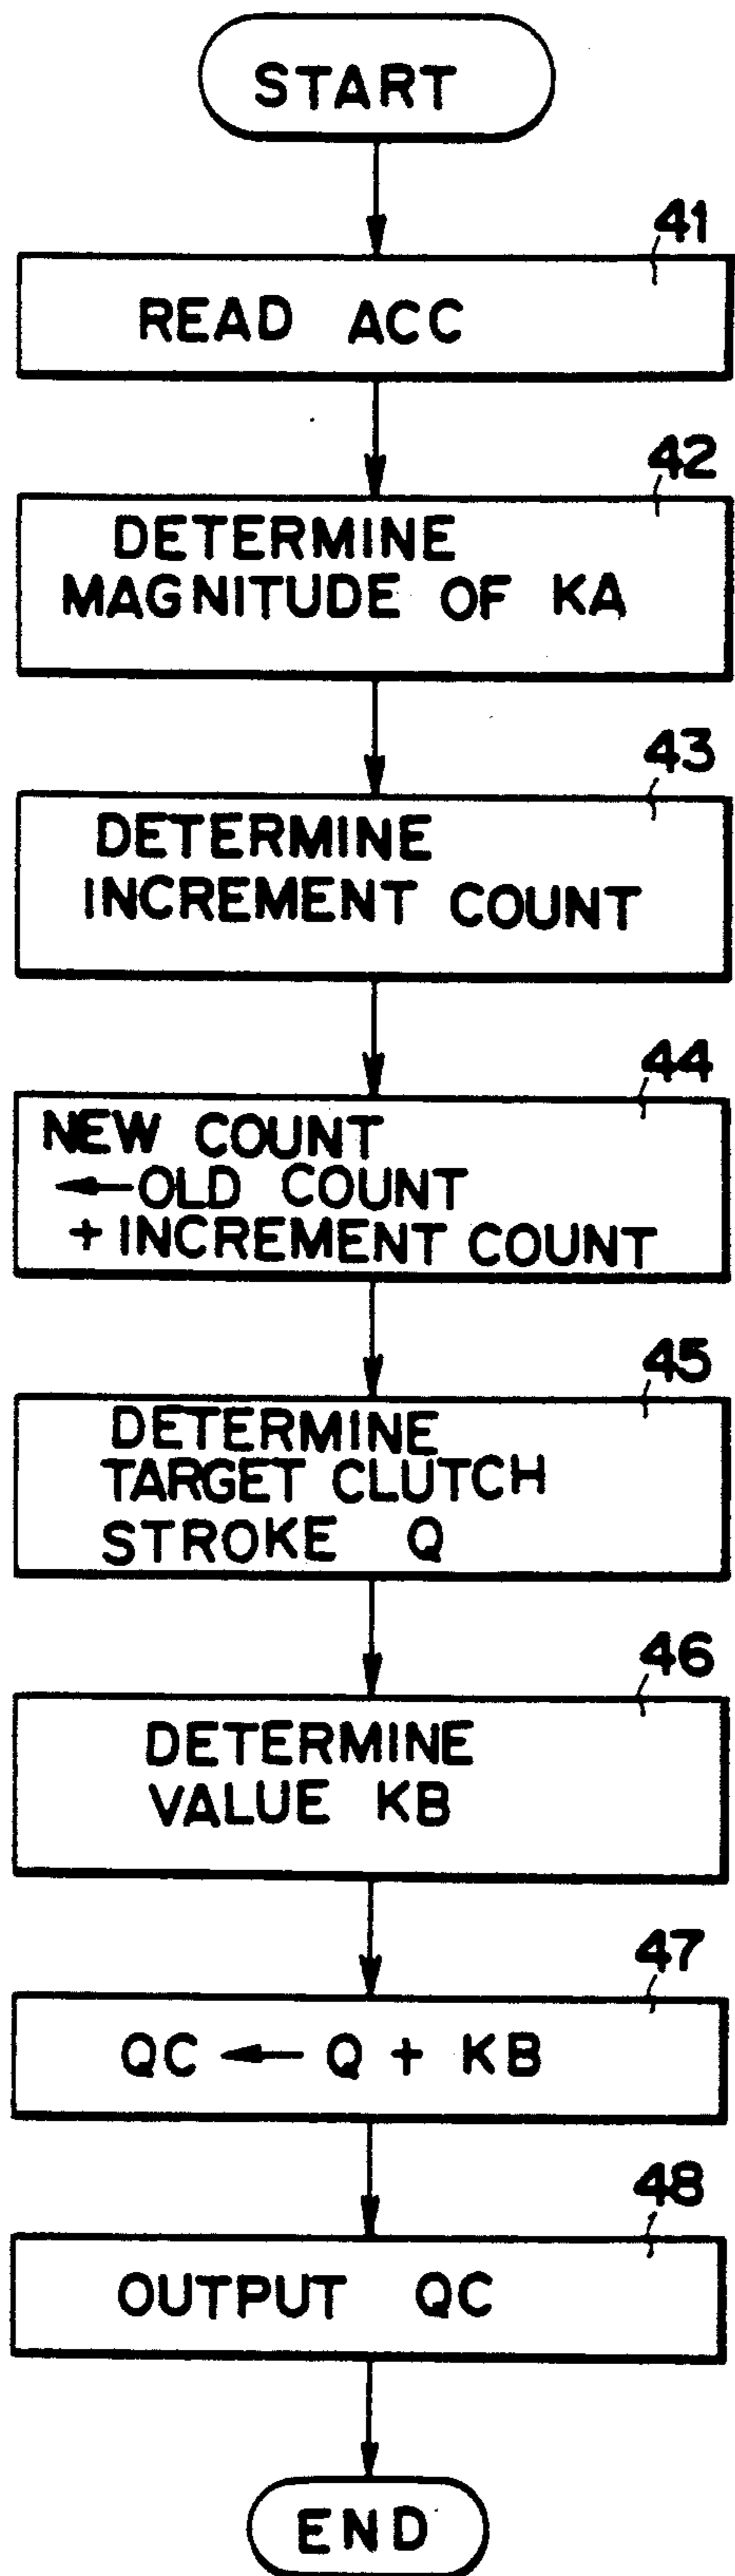 START
41
READ ACC
42
DETERMINE
MAGNITUDE OF KA
43
DETERMINE
INCREMENT COUNT
44
NEW COUNT
←OLD COUNT
+ INCREMENT COUNT
45
DETERMINE
TARGET CLUTCH
STROKE Q
46
DETERMINE
VALUE KB
47
QC ← Q + KB
48
OUTPUT QC
END